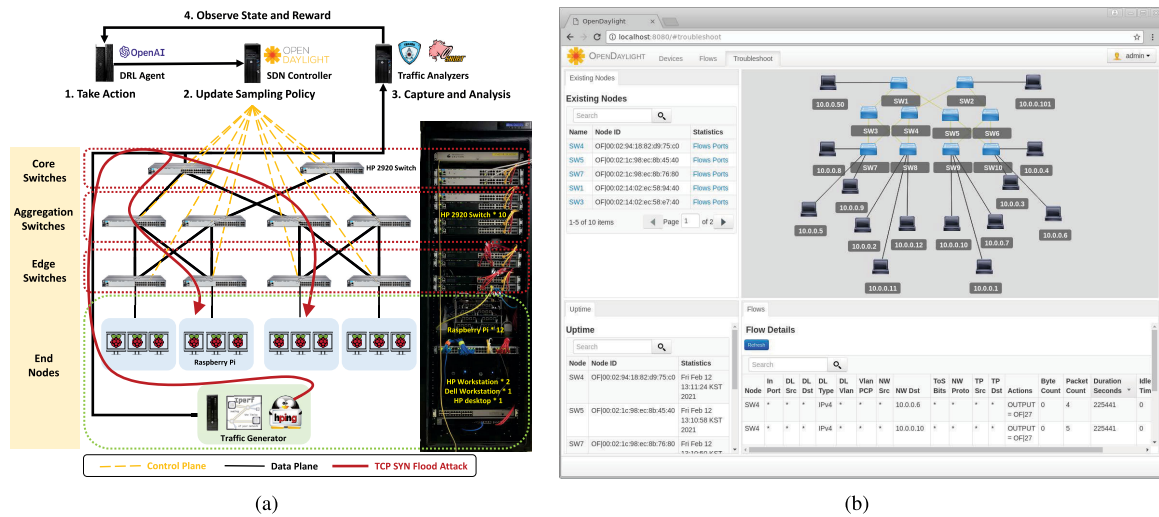 4. Observe State and Reward
OpenAI
OPEN
DAYLIGHT
DRL Agent
SDN Controller
Traffic Analyzers
1. Take Action
2. Update Sampling Policy
3. Capture and Analysis
Core
Switches
HP 2920 Switch
Aggregation
Switches
HP 2920 Switch * 10
Edge
Switches
End
Nodes
Raspberry Pi
Raspberry Pi * 12
HP Workstation * 2
Dell Workstation * 1
HP desktop * 1
iperf
hping
Traffic Generator
Control Plane
Data Plane
TCP SYN Flood Attack
(a)
OpenDaylight
localhost:8080/#troubleshoot
OPENDAYLIGHT
Devices
Flows
Troubleshoot
admin
Existing Nodes
Existing Nodes
Search
Name Node ID Statistics
SW4 OF|00:02:94:18:82:d9:75:c0 Flows Ports
SW5 OF|00:02:1c:98:ec:8b:45:40 Flows Ports
SW7 OF|00:02:1c:98:ec:8b:76:80 Flows Ports
SW1 OF|00:02:14:02:ec:58:94:40 Flows Ports
SW3 OF|00:02:14:02:ec:58:e7:40 Flows Ports
1-5 of 10 items Page 1 of 2
10.0.0.50 SW1 SW2 10.0.0.101
SW3 SW4 SW5 SW6
10.0.0.8 SW7 SW8 SW9 SW10 10.0.0.4
10.0.0.9 10.0.0.3
10.0.0.5 10.0.0.2 10.0.0.12 10.0.0.10 10.0.0.7 10.0.0.6
10.0.0.11 10.0.0.1
Uptime
Uptime
Search
Node Node ID Statistics
SW4 OF|00:02:94:18:82:d9:75:c0 Fri Feb 12
13:11:24 KST
2021
SW5 OF|00:02:1c:98:ec:8b:45:40 Fri Feb 12
13:10:58 KST
2021
SW7 OF|00:02:1c:98:ec:8b:76:80 Fri Feb 12
13:10:50 KST
Flows
Flow Details
Refresh
Search
Node In Port DL Src DL Dst DL Type DL Vlan Vlan PCP NW Src NW Dst ToS Bits NW Proto TP Src TP Dst Actions Byte Count Packet Count Duration Seconds Idle Tim
SW4 * * * IPv4 * * * 10.0.0.6 * * * * OUTPUT 0 4 225441 0
= OF|27
SW4 * * * IPv4 * * * 10.0.0.10 * * * * OUTPUT 0 5 225441 0
= OF|27
(b)